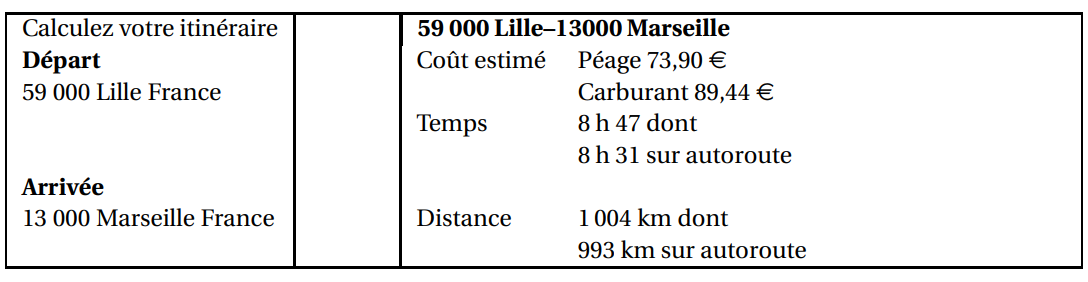 Calculez votre itinéraire
Départ
59 000 Lille France
Arrivée
13 000 Marseille France
59 000 Lille–13000 Marseille
Coût estimé Péage 73,90 €
Carburant 89,44 €
Temps 8 h 47 dont
8 h 31 sur autoroute
Distance 1 004 km dont
993 km sur autoroute